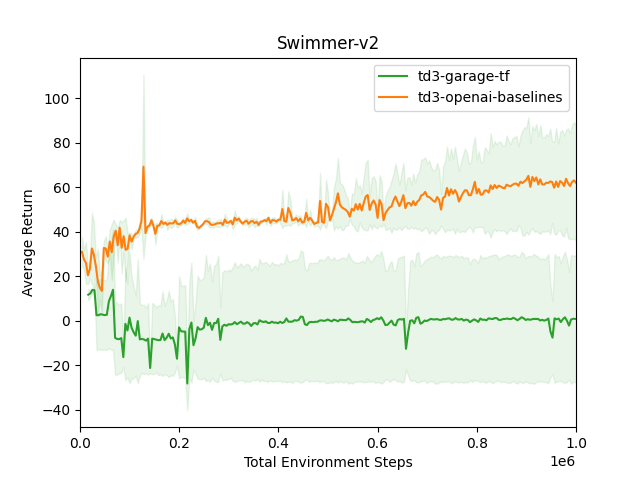 Swimmer-v2
td3-garage-tf
td3-openai-baselines
Average Return
100
80
60
40
20
0
−20
−40
0.0 0.2 0.4 0.6 0.8 1.0
1e6
Total Environment Steps